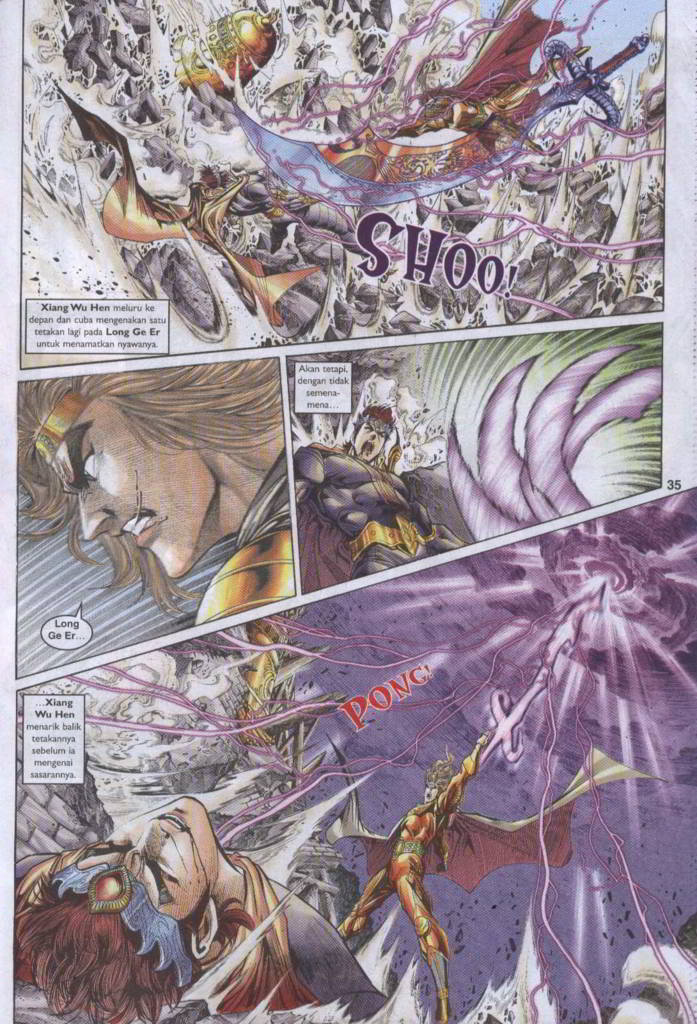 SHOO!
Xiang Wu Hen meluru ke
depan dan cuba mengenakan satu
tetakan lagi pada Long Ge Er
untuk menamatkan nyawanya.
Akan tetapi,
dengan tidak
semena-
mena...
35
Long
Ge Er...
...Xiang
Wu Hen
menarik balik
tetakannya
sebelum ia
mengenai
sasarannya.
PONG!